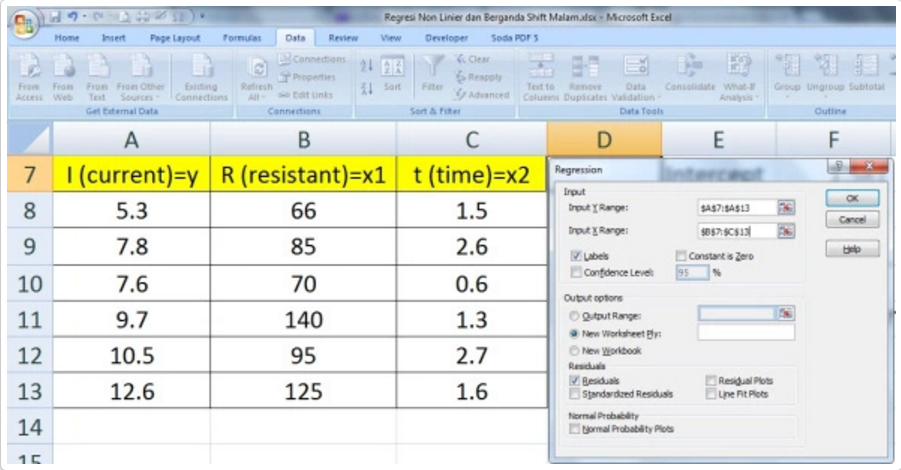 Regresi Non Linier dan Berganda Shift Malam.xlsx - Microsoft Excel
Home Insert Page Layout Formulas Data Review View Developer Soda PDF 5
From Access From Web From Text From Other Sources Existing Connections Refresh All Connections Properties Edit Links Sort Filter Clear Reapply Advanced Text to Columns Remove Duplicates Data Validation Consolidate What-If Analysis Group Ungroup Subtotal
Get External Data Connections Sort & Filter Data Tools Outline
A B C D E F
7 I (current)=y R (resistant)=x1 t (time)=x2
8 5.3 66 1.5
9 7.8 85 2.6
10 7.6 70 0.6
11 9.7 140 1.3
12 10.5 95 2.7
13 12.6 125 1.6
14
15
Intercept
Regression
Input
Input Y Range: $A$7:$A$13
Input X Range: $B$7:$C$13
Labels Constant is Zero
Confidence Level: 95 %
OK
Cancel
Help
Output options
Output Range:
New Worksheet Ply:
New Workbook
Residuals
Residuals Residual Plots
Standardized Residuals Line Fit Plots
Normal Probability
Normal Probability Plots